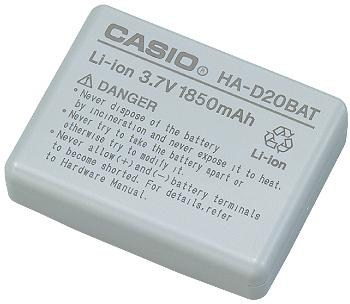 CASIO® HA-D20BAT
Li-ion 3.7V 1850mAh
⚠ DANGER
• Never dispose of the battery
by incineration and never expose it to heat.
• Never try to take the battery apart or
otherwise try to modify it.
• Never allow (+) and (−) battery terminals
to become shorted. For details, refer
to Hardware Manual.
Li-ion